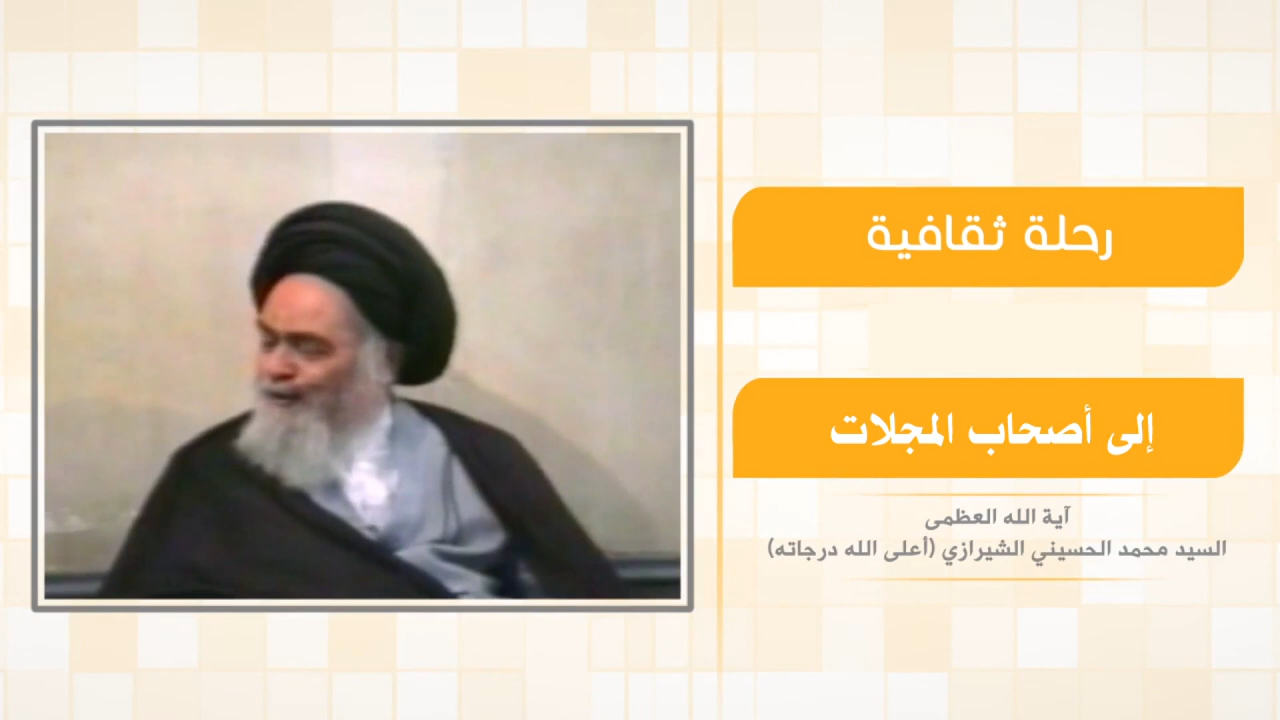 رحلة ثقافية
إلى أصحاب المجلات
آية الله العظمى
السيد محمد الحسيني الشيرازي (أعلى الله درجاته)